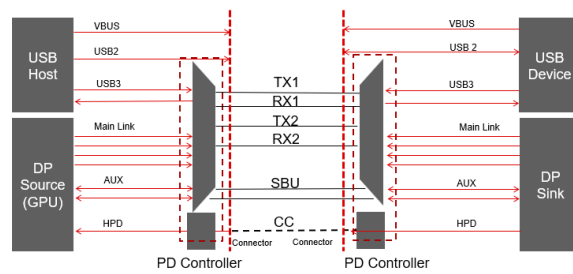 VBUS
USB2
USB
Host
USB3
Main Link
DP
Source
(GPU)
AUX
HPD
TX1
RX1
TX2
RX2
SBU
CC
Connector
Connector
PD Controller
PD Controller
VBUS
USB 2
USB
Device
USB3
Main Link
DP
Sink
AUX
HPD